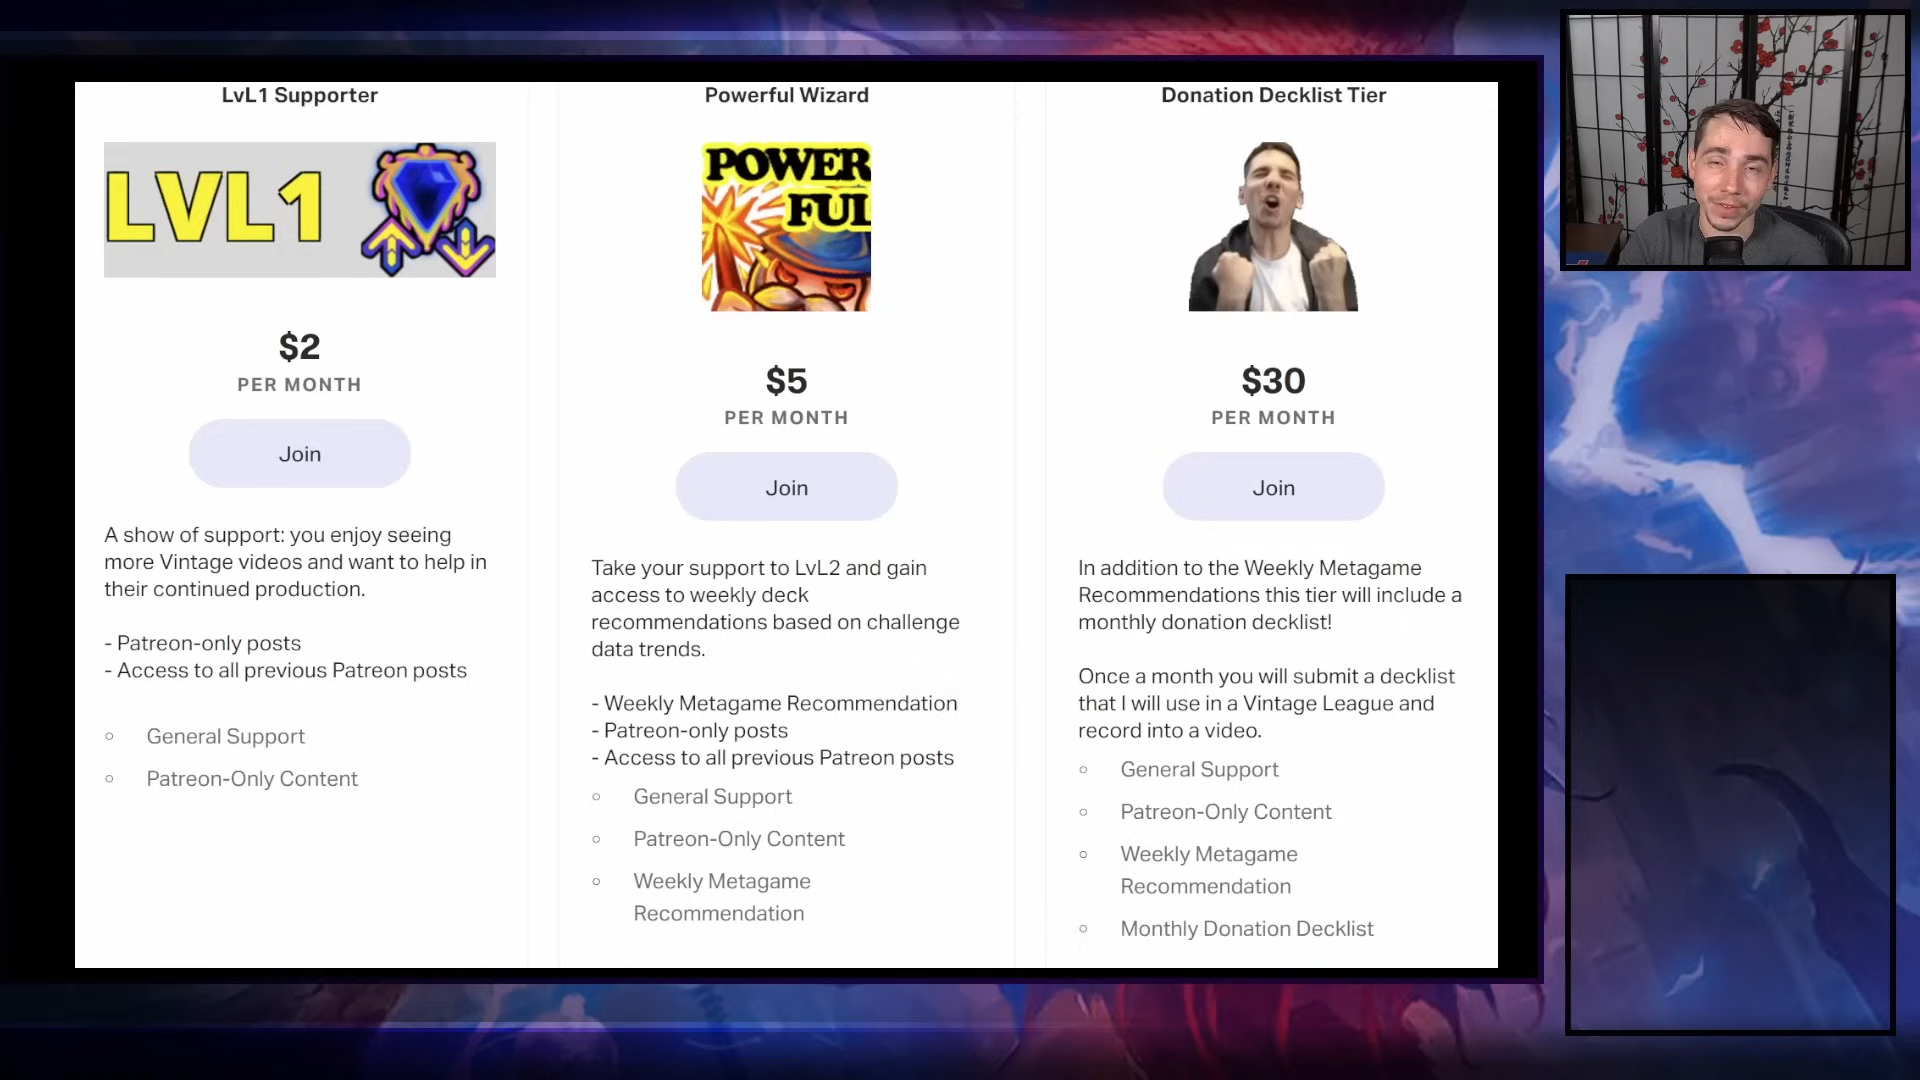 LvL1 Supporter
LVL1
$2
PER MONTH
Join
A show of support: you enjoy seeing
more Vintage videos and want to help in
their continued production.
- Patreon-only posts
- Access to all previous Patreon posts
General Support
Patreon-Only Content
Powerful Wizard
POWER
FUL
$5
PER MONTH
Join
Take your support to LvL2 and gain
access to weekly deck
recommendations based on challenge
data trends.
- Weekly Metagame Recommendation
- Patreon-only posts
- Access to all previous Patreon posts
General Support
Patreon-Only Content
Weekly Metagame
Recommendation
Donation Decklist Tier
$30
PER MONTH
Join
In addition to the Weekly Metagame
Recommendations this tier will include a
monthly donation decklist!
Once a month you will submit a decklist
that I will use in a Vintage League and
record into a video.
General Support
Patreon-Only Content
Weekly Metagame
Recommendation
Monthly Donation Decklist